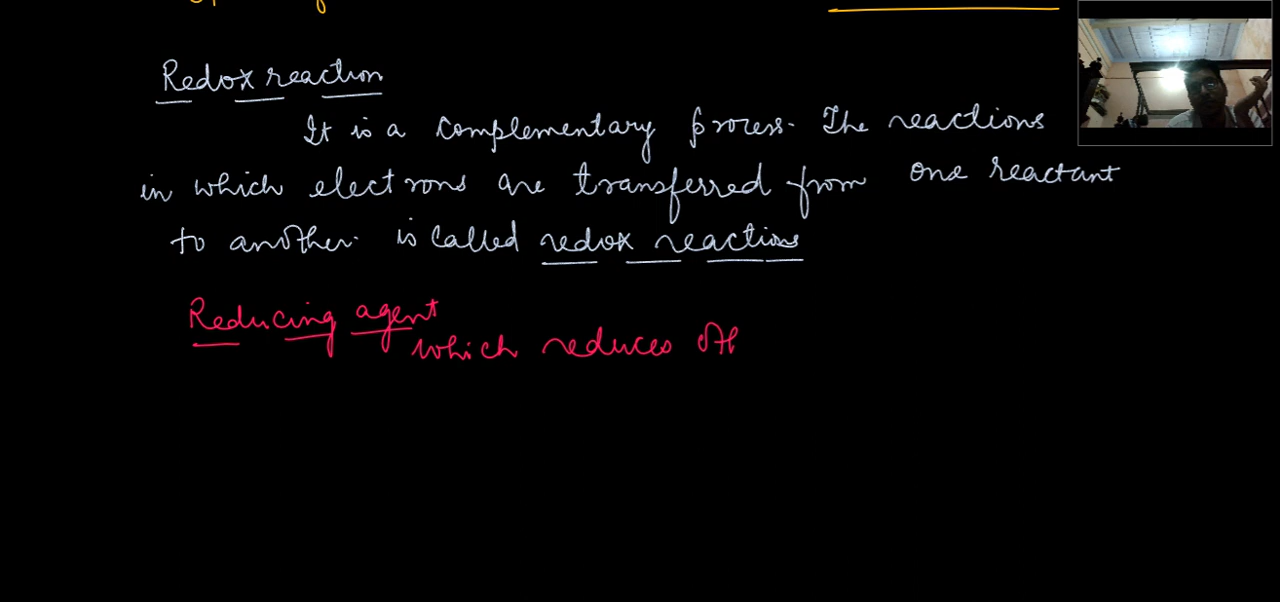 Redox reaction
It is a complementary process. The reactions
in which electrons are transferred from one reactant
to another. is called redox reactions
Reducing agent
which reduces oth